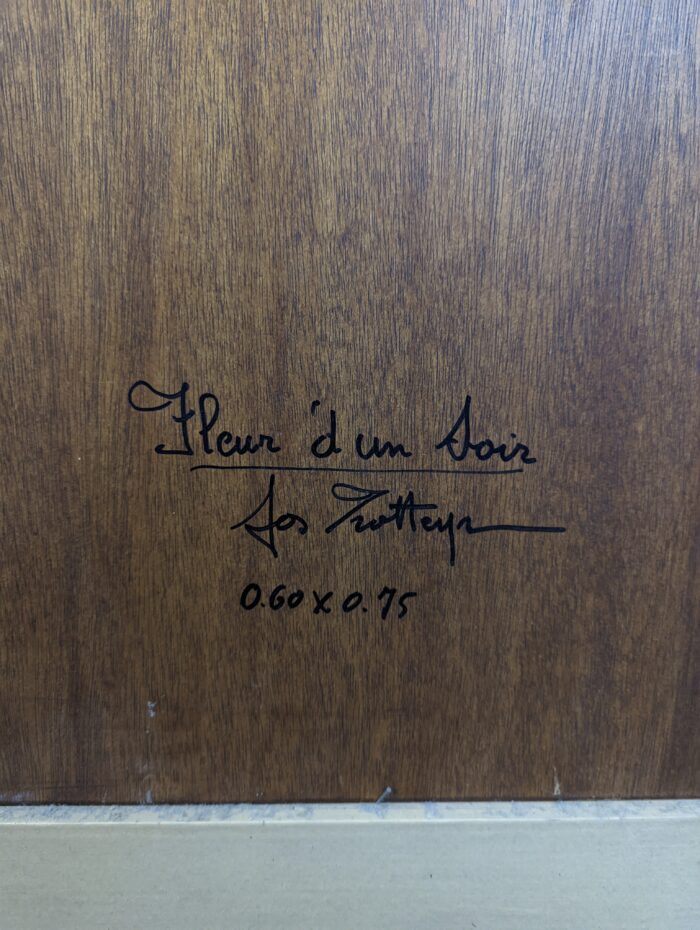 Fleur 'd un Soir
Jos Trotteyn
0.60 x 0.75